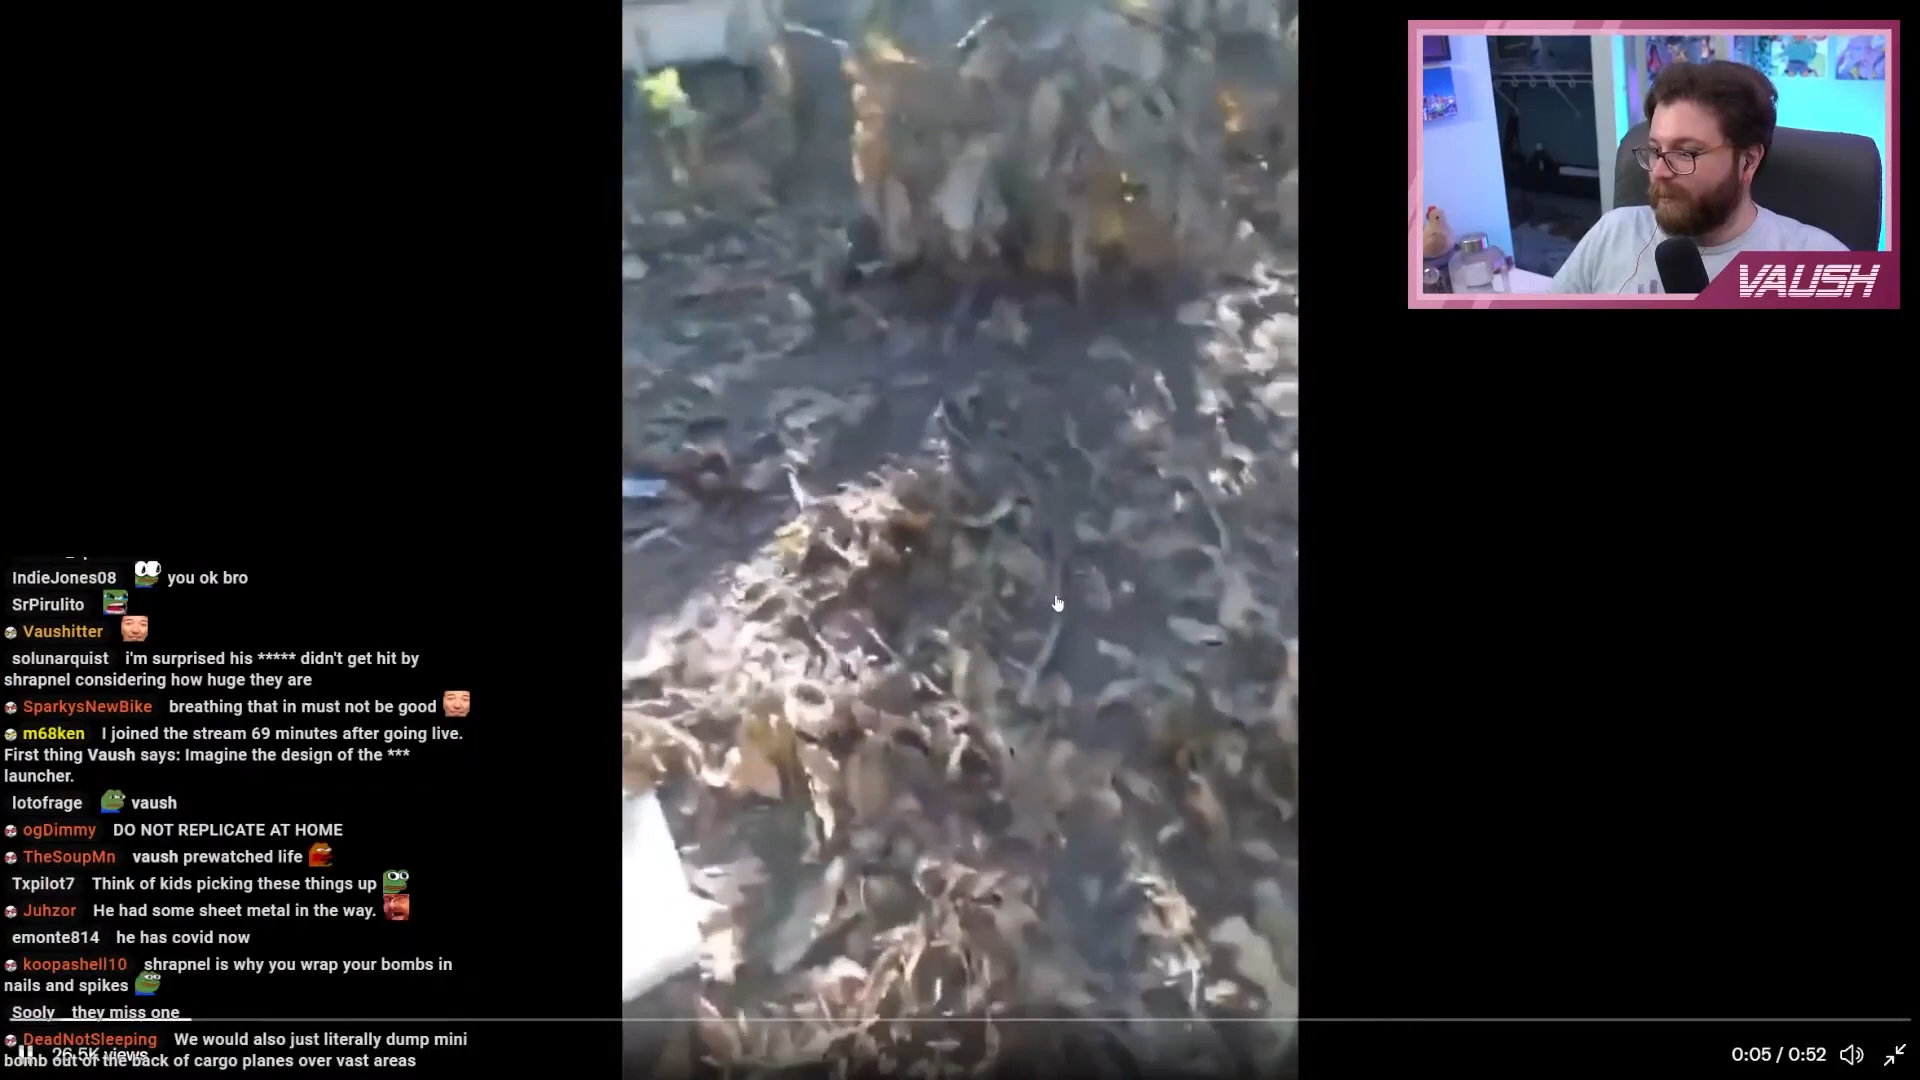 VAUSH
IndieJones08 you ok bro
SrPirulito
Vaushitter
solunarquist i'm surprised his ***** didn't get hit by
shrapnel considering how huge they are
SparkysNewBike breathing that in must not be good
m68ken I joined the stream 69 minutes after going live.
First thing Vaush says: Imagine the design of the ***
launcher.
lotofrage vaush
ogDimmy DO NOT REPLICATE AT HOME
TheSoupMn vaush prewatched life
Txpilot7 Think of kids picking these things up
Juhzor He had some sheet metal in the way.
emonte814 he has covid now
koopashell10 shrapnel is why you wrap your bombs in
nails and spikes
Sooly they miss one
DeadNotSleeping We would also just literally dump mini
bomb out of the back of cargo planes over vast areas
26.5K views
0:05 / 0:52